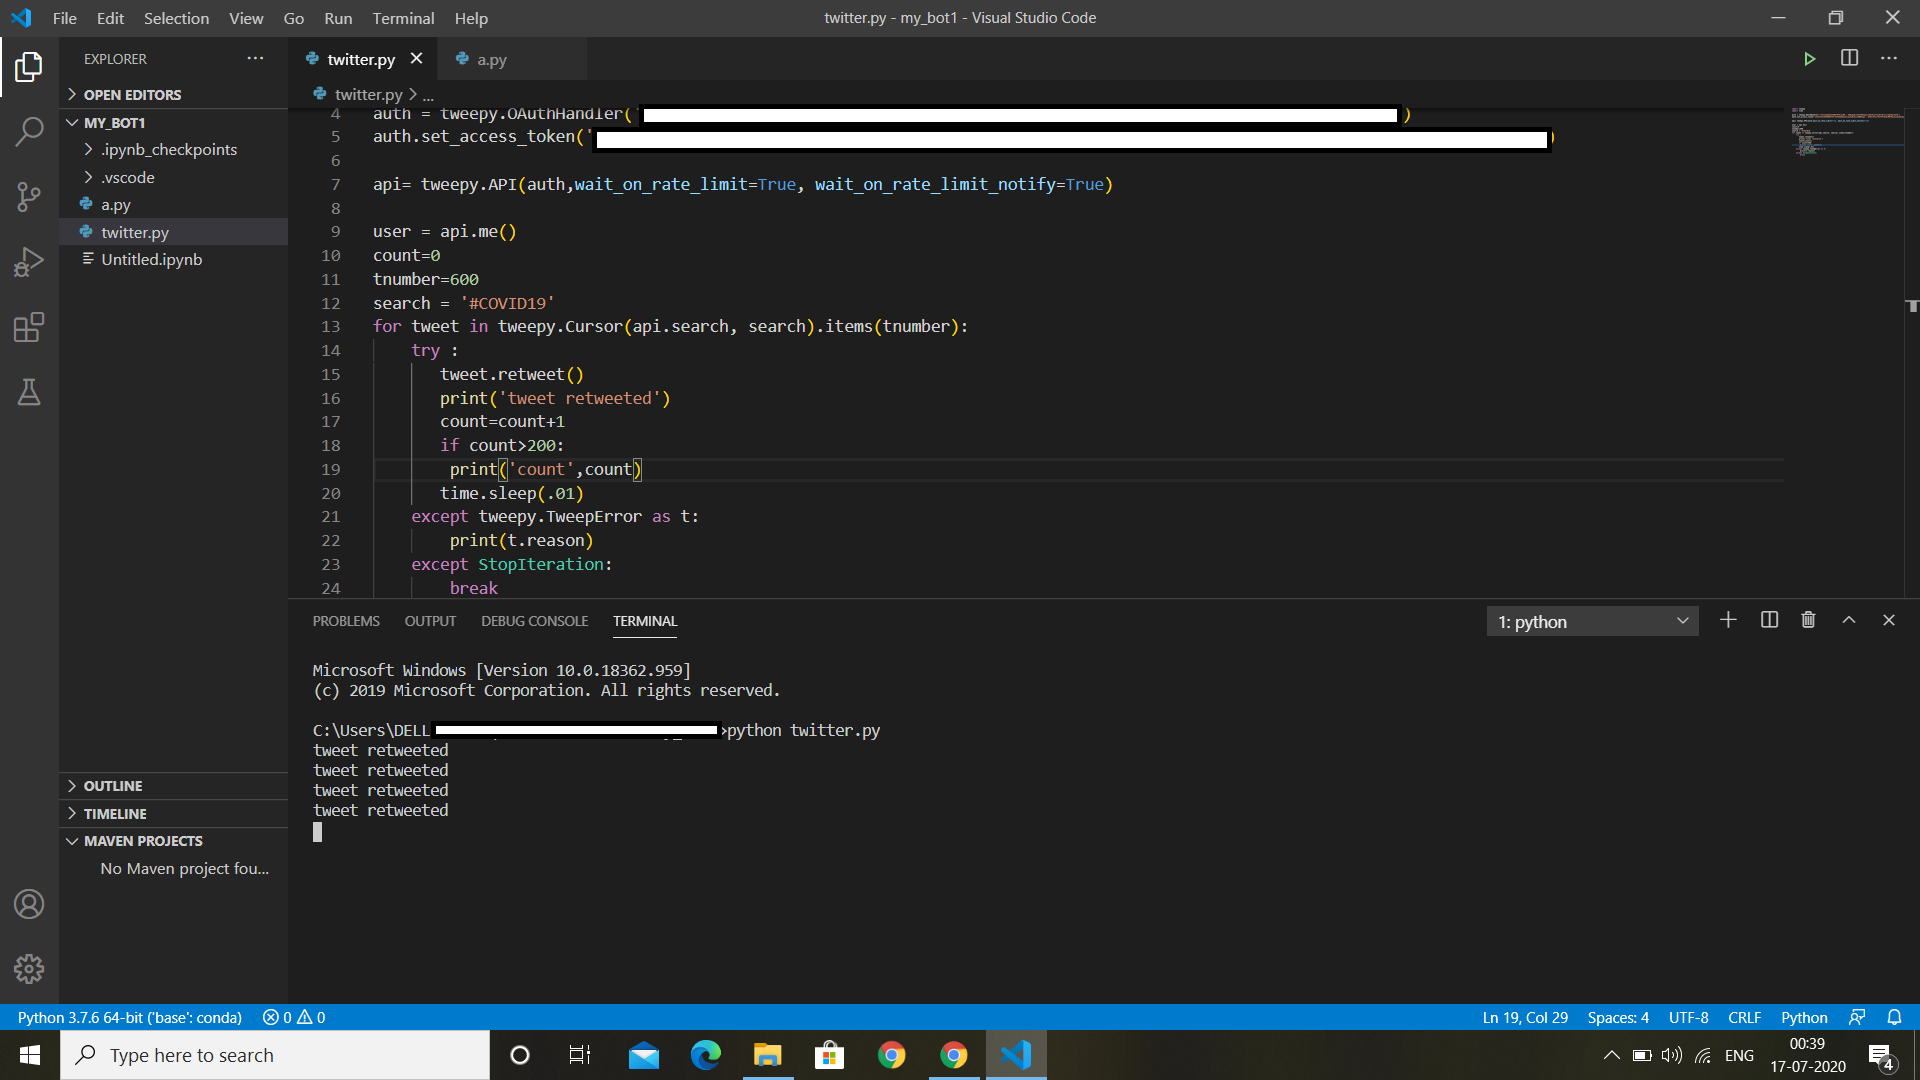 File Edit Selection View Go Run Terminal Help
twitter.py - my_bot1 - Visual Studio Code
EXPLORER
OPEN EDITORS
MY_BOT1
.ipynb_checkpoints
.vscode
a.py
twitter.py
Untitled.ipynb
OUTLINE
TIMELINE
MAVEN PROJECTS
No Maven project fou...
twitter.py a.py
twitter.py > ...
4 auth = tweepy.OAuthHandler(' )
5 auth.set_access_token(' )
6
7 api= tweepy.API(auth,wait_on_rate_limit=True, wait_on_rate_limit_notify=True)
8
9 user = api.me()
10 count=0
11 tnumber=600
12 search = '#COVID19'
13 for tweet in tweepy.Cursor(api.search, search).items(tnumber):
14 try :
15 tweet.retweet()
16 print('tweet retweeted')
17 count=count+1
18 if count>200:
19 print('count',count)
20 time.sleep(.01)
21 except tweepy.TweepError as t:
22 print(t.reason)
23 except StopIteration:
24 break
PROBLEMS OUTPUT DEBUG CONSOLE TERMINAL
1: python
Microsoft Windows [Version 10.0.18362.959]
(c) 2019 Microsoft Corporation. All rights reserved.
C:\Users\DELL >python twitter.py
tweet retweeted
tweet retweeted
tweet retweeted
tweet retweeted
Python 3.7.6 64-bit ('base': conda) 0 0
Ln 19, Col 29 Spaces: 4 UTF-8 CRLF Python
Type here to search
ENG
00:39
17-07-2020
4